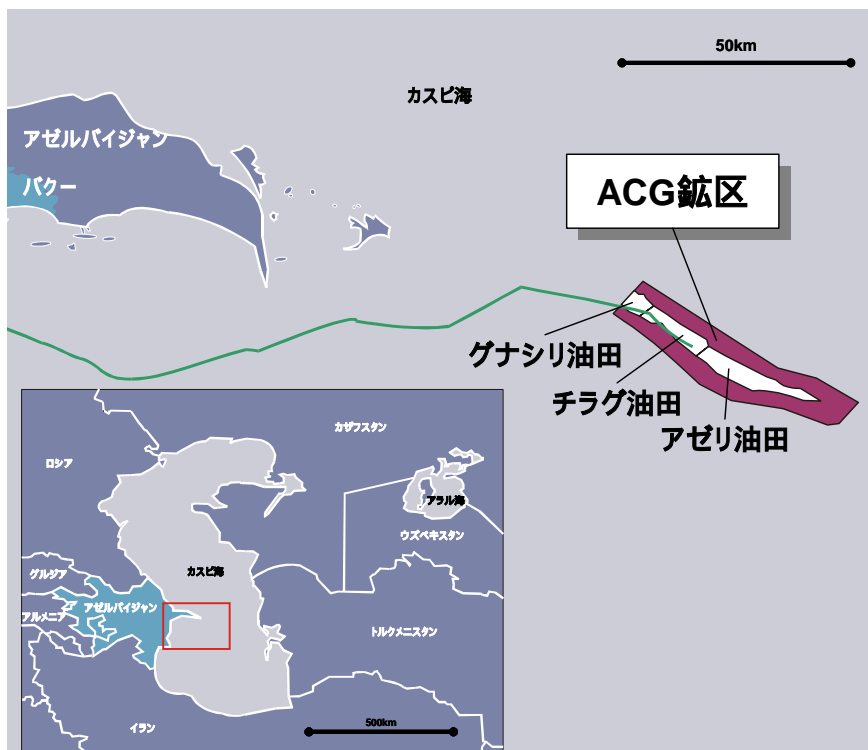 50km
カスピ海
アゼルバイジャン
バクー
ACG鉱区
グナシリ油田
チラグ油田
アゼリ油田
カザフスタン
ロシア
アラル海
ウズベキスタン
グルジア
カスピ海
アゼルバイジャン
アルメニア
トルクメニスタン
イラン
500km